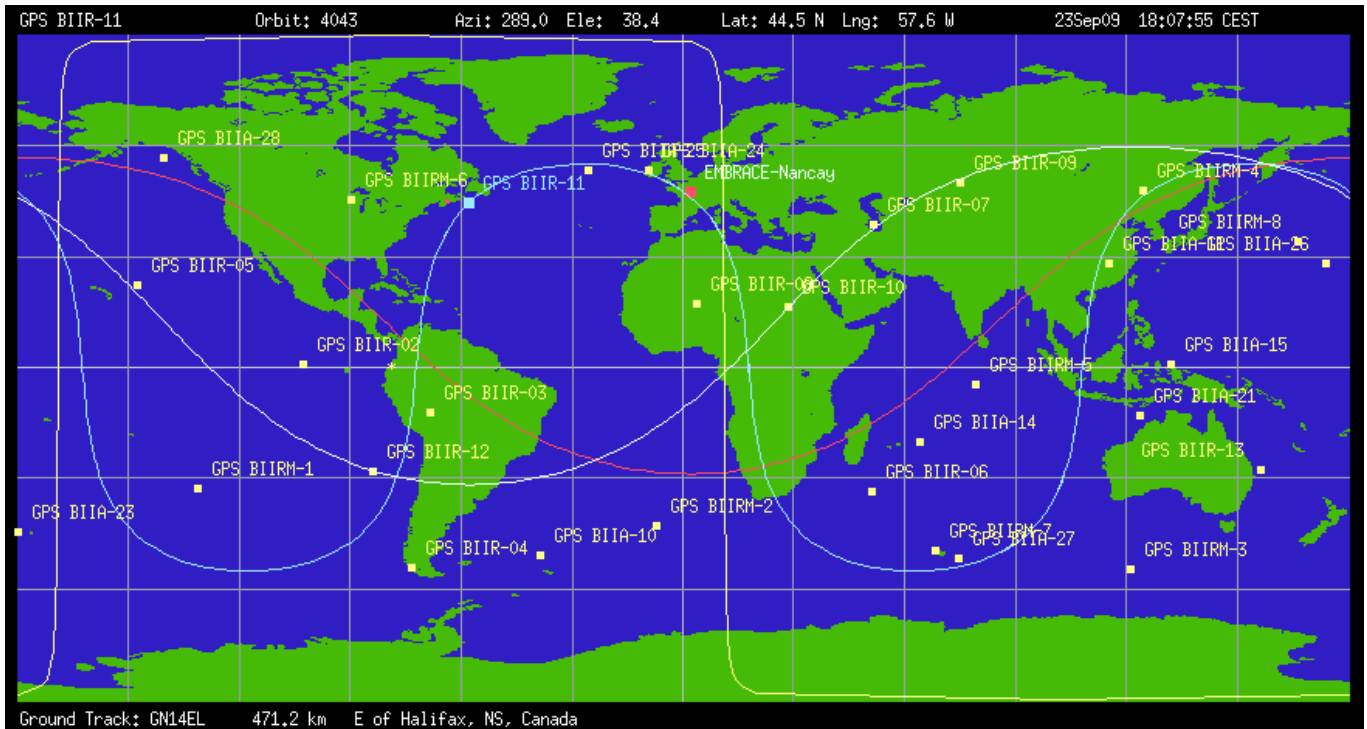 GPS BIIR-11 Orbit: 4043 Azi: 289.0 Ele: 38.4 Lat: 44.5 N Lng: 57.6 W 23Sep09 18:07:55 CEST
GPS BIIA-28
GPS BIIA-24
GPS BIIR-09
EMBRACE-Nancay
GPS BIIRM-6
GPS BIIR-11
GPS BIIRM-4
GPS BIIR-07
GPS BIIRM-8
GPS BIIA-26
GPS BIIR-05
GPS BIIR-10
GPS BIIR-02
GPS BIIA-15
GPS BIIRM-5
GPS BIIR-03
GPS BIIA-21
GPS BIIA-14
GPS BIIR-12
GPS BIIR-13
GPS BIIRM-1
GPS BIIR-06
GPS BIIA-23
GPS BIIRM-2
GPS BIIRM-7
GPS BIIA-10
GPS BIIA-27
GPS BIIR-04
GPS BIIRM-3
Ground Track: GN14EL 471.2 km E of Halifax, NS, Canada